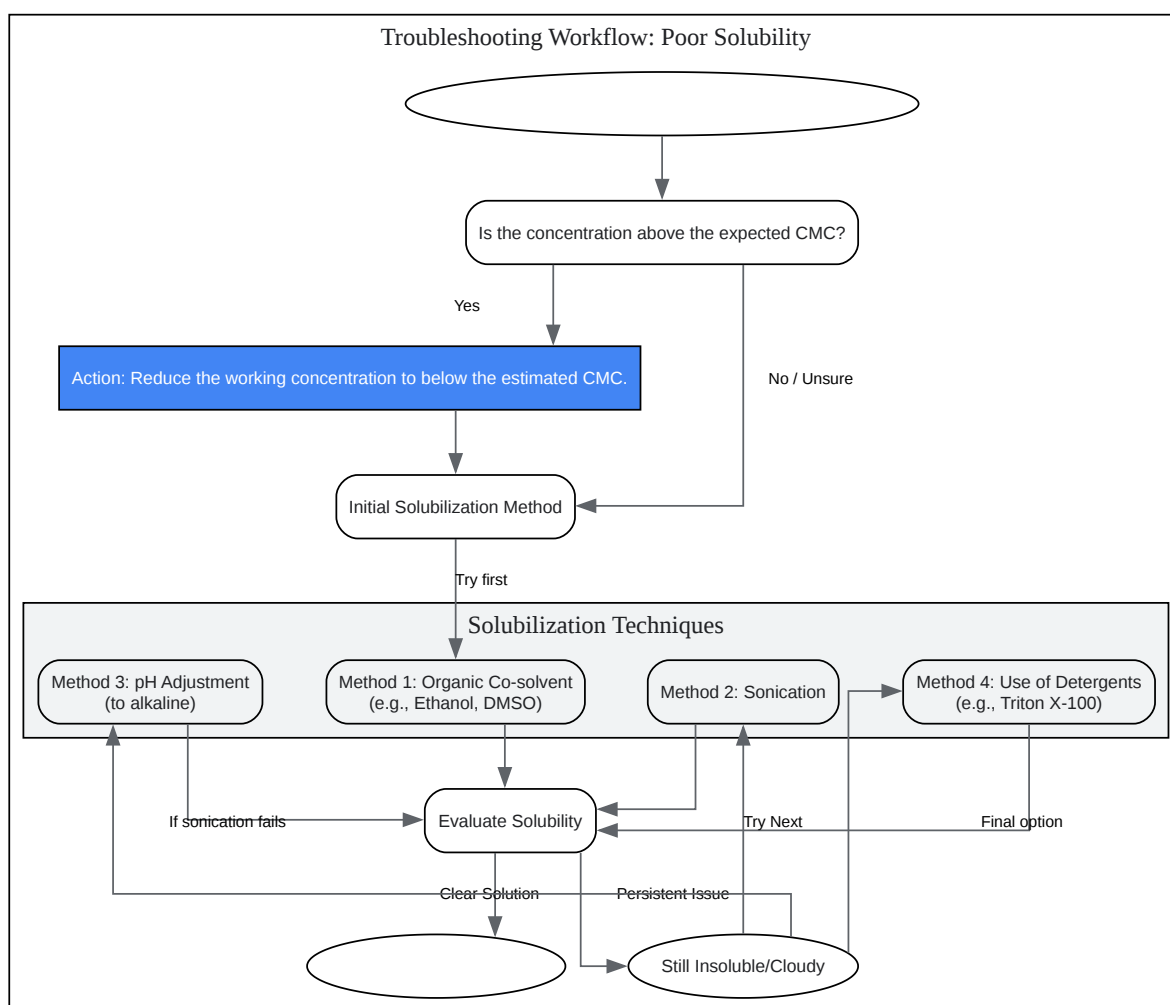 Troubleshooting Workflow: Poor Solubility
Is the concentration above the expected CMC?
Yes
Action: Reduce the working concentration to below the estimated CMC.
No / Unsure
Initial Solubilization Method
Try first
Solubilization Techniques
Method 3: pH Adjustment
(to alkaline)
Method 1: Organic Co-solvent
(e.g., Ethanol, DMSO)
Method 2: Sonication
Method 4: Use of Detergents
(e.g., Triton X-100)
If sonication fails
Evaluate Solubility
Try Next
Final option
Clear Solution
Persistent Issue
Still Insoluble/Cloudy